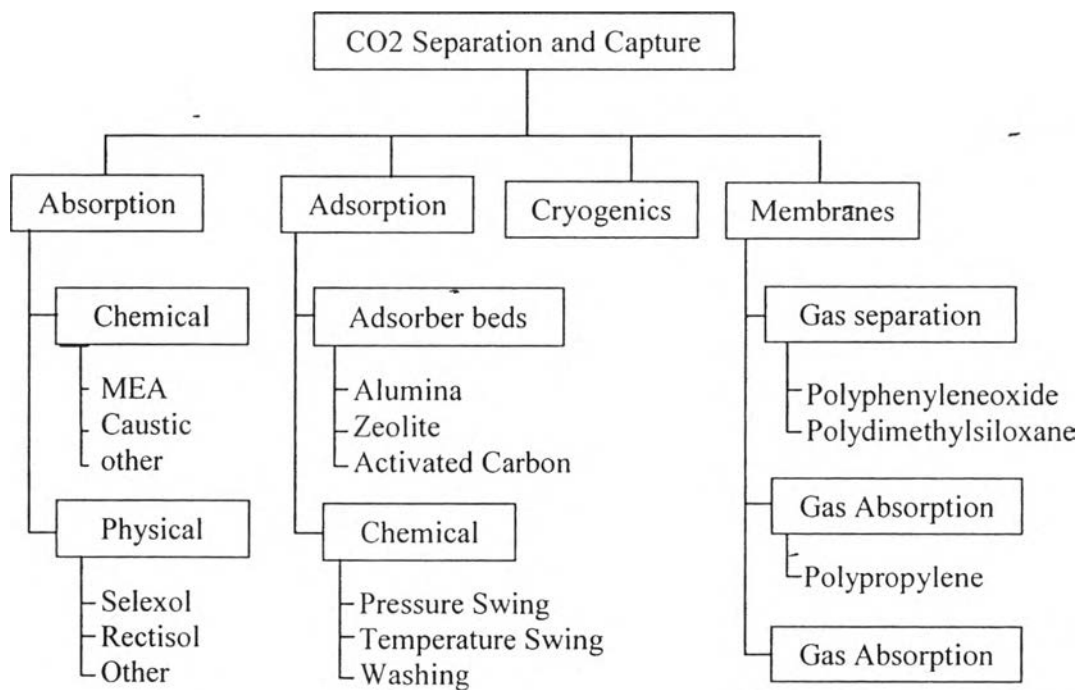 CO2 Separation and Capture
Absorption
Adsorption
Cryogenics
Membranes
Chemical
MEA
Caustic
other
Physical
Selexol
Rectisol
Other
Adsorber beds
Alumina
Zeolite
Activated Carbon
Chemical
Pressure Swing
Temperature Swing
Washing
Gas separation
Polyphenyleneoxide
Polydimethylsiloxane
Gas Absorption
Polypropylene
Gas Absorption